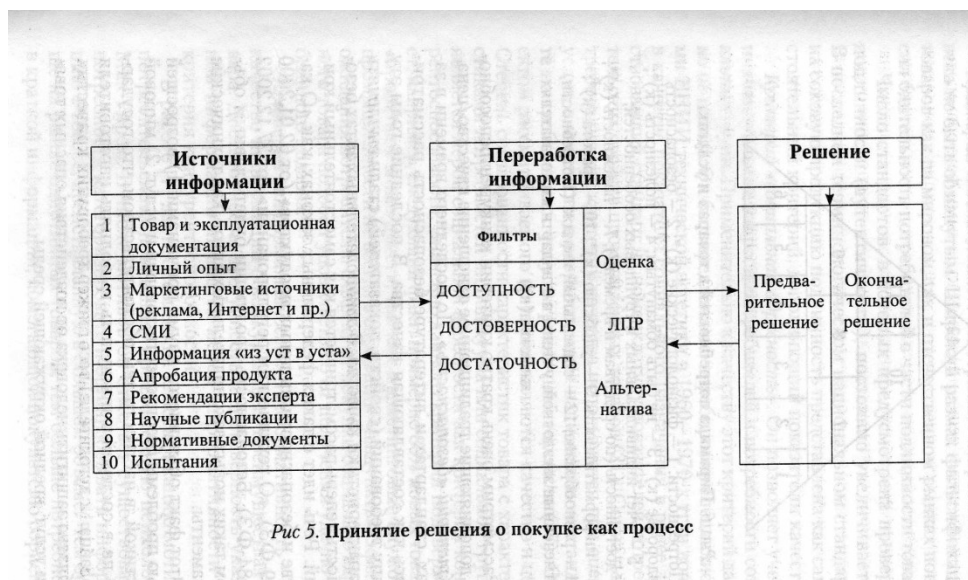 Источники
информации
Переработка
информации
Решение
1 Товар и эксплуатационная
документация
2 Личный опыт
3 Маркетинговые источники
(реклама, Интернет и пр.)
4 СМИ
5 Информация «из уст в уста»
6 Апробация продукта
7 Рекомендации эксперта
8 Научные публикации
9 Нормативные документы
10 Испытания
Фильтры
ДОСТУПНОСТЬ
ДОСТОВЕРНОСТЬ
ДОСТАТОЧНОСТЬ
Оценка
ЛПР
Альтер-
натива
Предва-
рительное
решение
Оконча-
тельное
решение
Рис 5. Принятие решения о покупке как процесс